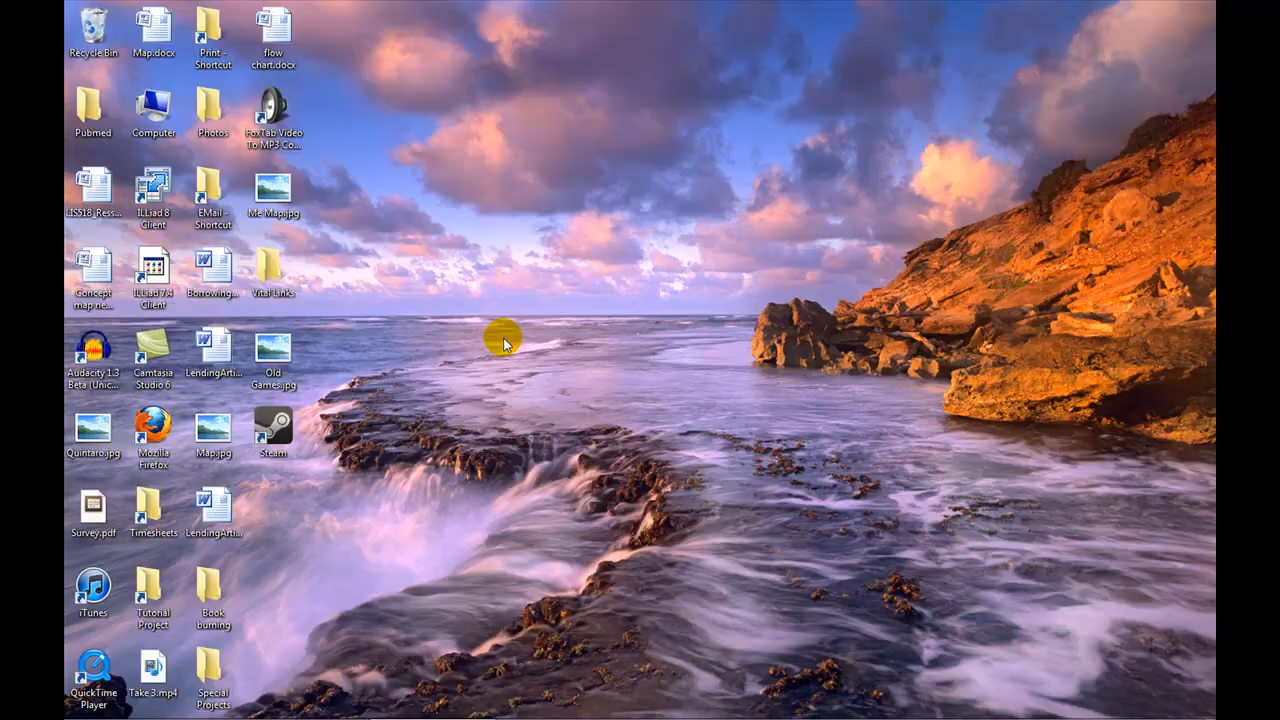 Recycle Bin
Map.docx
Print -
Shortcut
flow
chart.docx
Pubmed
Computer
Photos
FoxTab Video
To MP3 Co...
LIS518_Ress...
ILLiad 8
Client
EMail -
Shortcut
Me Map.jpg
Concept
map ne...
ILLiad 7.4
Client
Borrowing...
Vital Links
Audacity 1.3
Beta (Unic...
Camtasia
Studio 6
LendingArti...
Old
Games.jpg
Quintaro.jpg
Mozilla
Firefox
Map.jpg
Steam
Survey.pdf
Timesheets
LendingArti...
iTunes
Tutorial
Project
Book
burning
QuickTime
Player
Take 3.mp4
Special
Projects